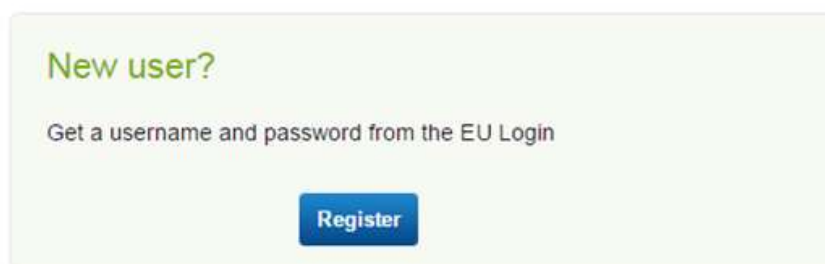 New user?
Get a username and password from the EU Login
Register